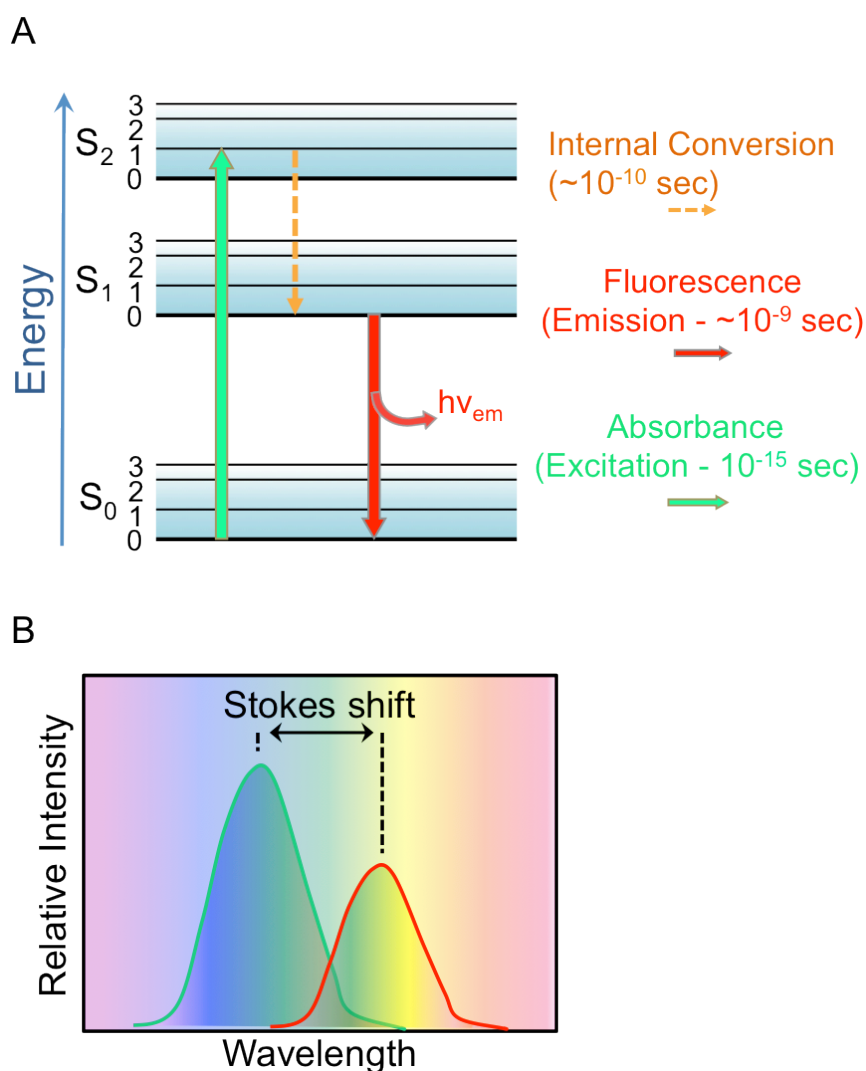 A
Energy
S₂
3
2
1
0
S₁
3
2
1
0
S₀
3
2
1
0
hνem
Internal Conversion
(~10⁻¹⁰ sec)
Fluorescence
(Emission - ~10⁻⁹ sec)
Absorbance
(Excitation - 10⁻¹⁵ sec)
B
Stokes shift
Relative Intensity
Wavelength